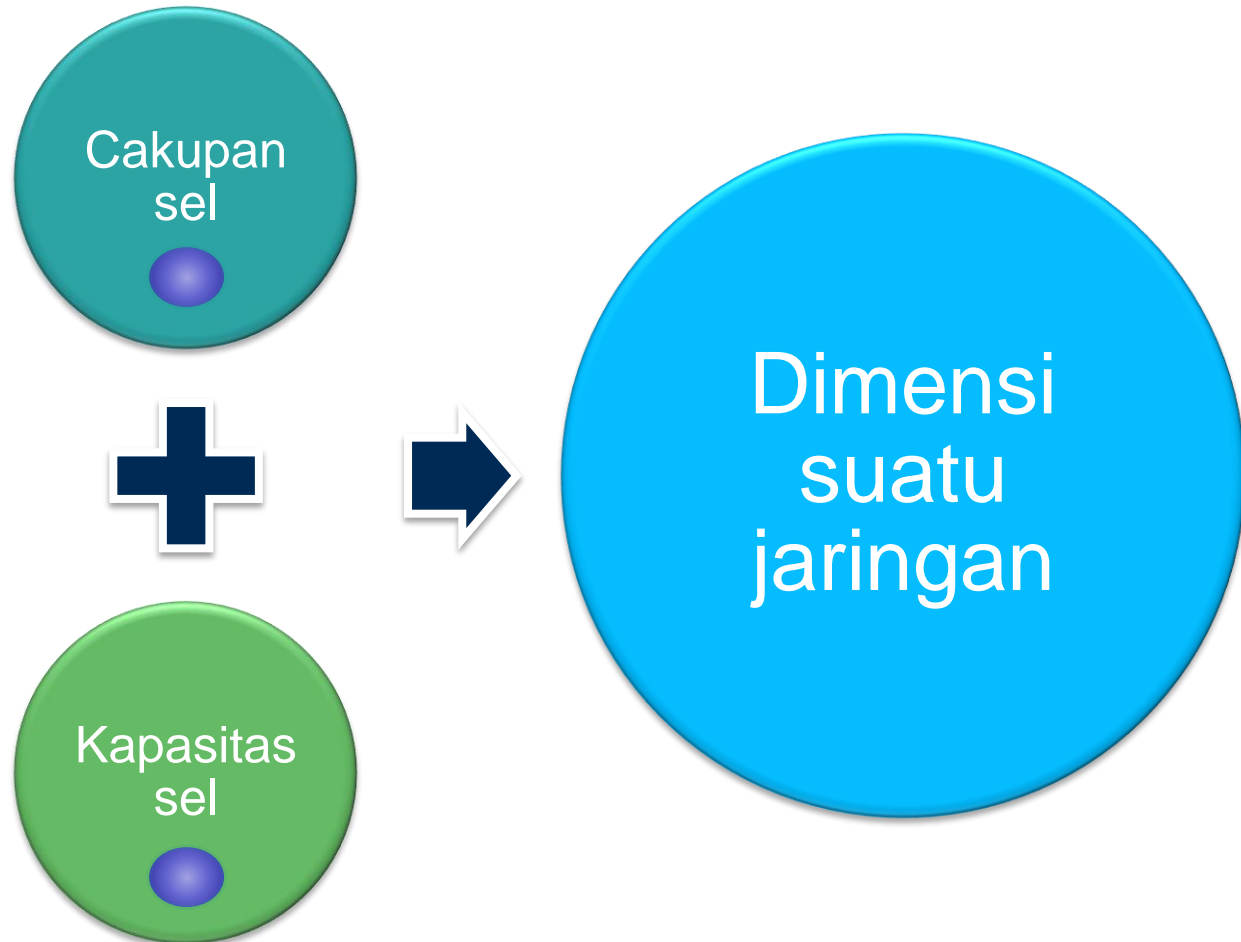 Cakupan
sel
Kapasitas
sel
Dimensi
suatu
jaringan